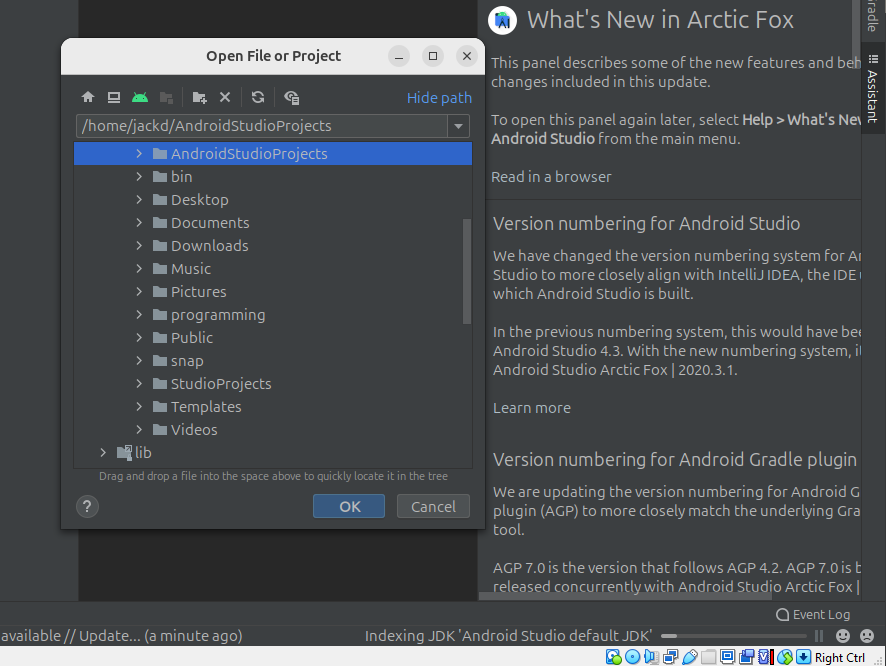 What's New in Arctic Fox
Gradle
Assistant
Open File or Project
This panel describes some of the new features and beh
changes included in this update.
Hide path
/home/jackd/AndroidStudioProjects
To open this panel again later, select Help > What's New
Android Studio from the main menu.
Read in a browser
AndroidStudioProjects
bin
Desktop
Documents
Downloads
Music
Pictures
programming
Public
snap
StudioProjects
Templates
Videos
lib
Drag and drop a file into the space above to quickly locate it in the tree
?
OK
Cancel
Version numbering for Android Studio
We have changed the version numbering system for A
Studio to more closely align with IntelliJ IDEA, the IDE
which Android Studio is built.
In the previous numbering system, this would have bee
Android Studio 4.3. With the new numbering system, it
Android Studio Arctic Fox | 2020.3.1.
Learn more
Version numbering for Android Gradle plugin
We are updating the version numbering for Android G
plugin (AGP) to more closely match the underlying Gra
tool.
AGP 7.0 is the version that follows AGP 4.2. AGP 7.0 is b
released concurrently with Android Studio Arctic Fox |
Event Log
available // Update... (a minute ago)
Indexing JDK 'Android Studio default JDK'
Right Ctrl